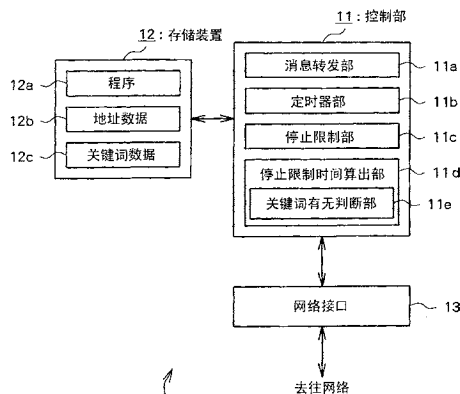 12：存储装置
12a
程序
12b
地址数据
12c
关键词数据
11：控制部
消息转发部
11a
定时器部
11b
停止限制部
11c
停止限制时间算出部
11d
关键词有无判断部
11e
网络接口
13
去往网络